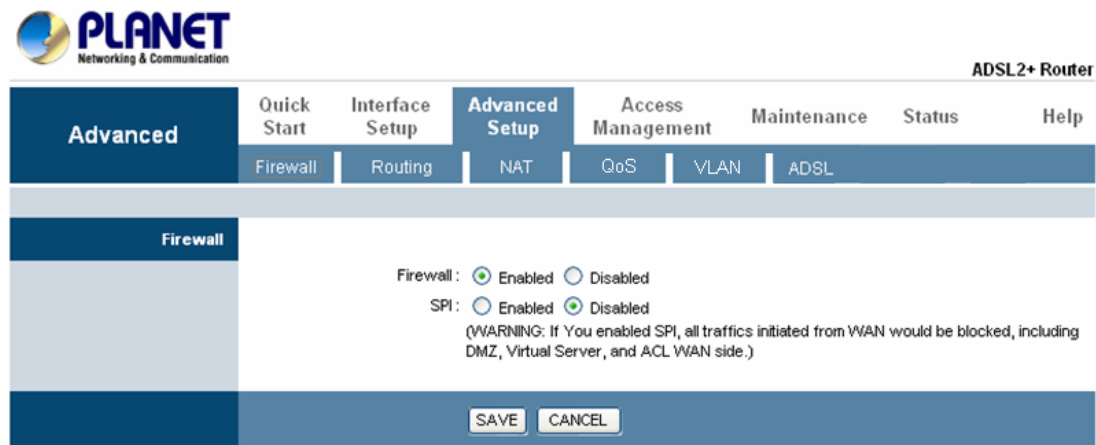 PLANET
Networking & Communication
ADSL2+ Router
Advanced
Quick Start
Interface Setup
Advanced Setup
Access Management
Maintenance
Status
Help
Firewall
Routing
NAT
QoS
VLAN
ADSL
Firewall
Firewall : Enabled Disabled
SPI : Enabled Disabled
(WARNING: If You enabled SPI, all traffics initiated from WAN would be blocked, including
DMZ, Virtual Server, and ACL WAN side.)
SAVE CANCEL